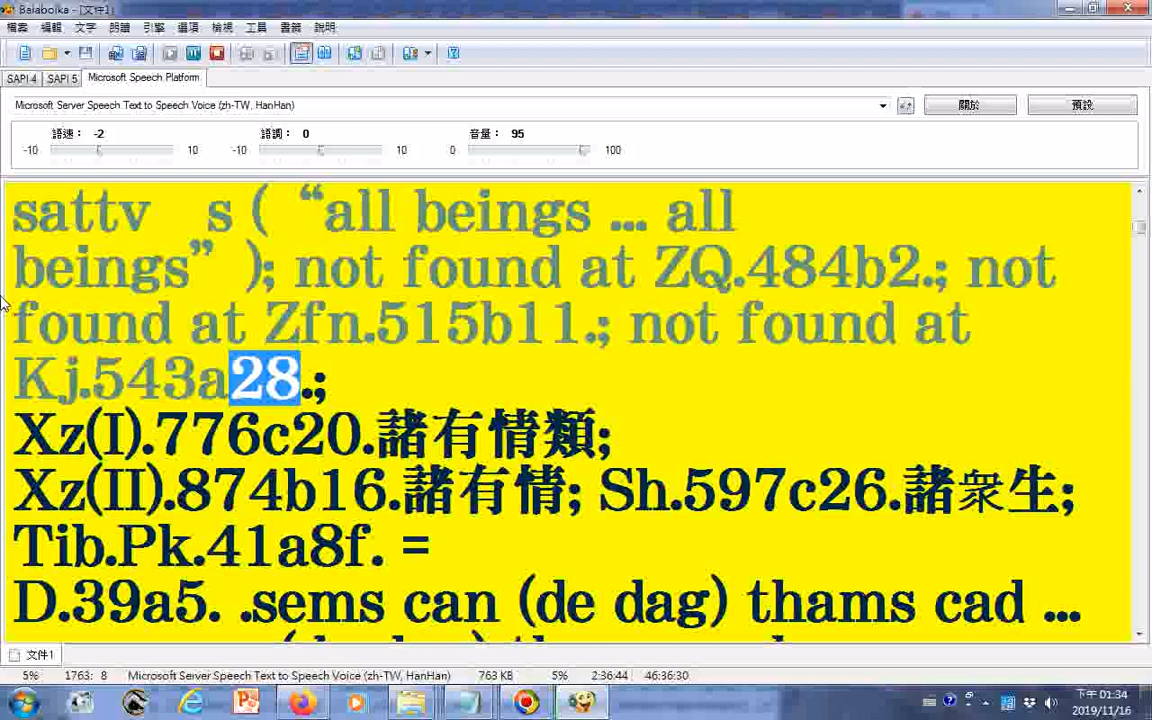 Balabolka - [文件1]
檔案 編輯 文字 朗讀 引擎 選項 檢視 工具 書籤 說明
SAPI 4 SAPI 5 Microsoft Speech Platform
Microsoft Server Speech Text to Speech Voice (zh-TW, HanHan) 關於 預設
語速： -2 語調： 0 音量： 95
-10 10 -10 10 0 100
sattv s (“all beings ... all
beings”); not found at ZQ.484b2.; not
found at Zfn.515b11.; not found at
Kj.543a28.;
Xz(I).776c20.諸有情類;
Xz(II).874b16.諸有情; Sh.597c26.諸衆生;
Tib.Pk.41a8f. =
D.39a5. .sems can (de dag) thams cad ...
文件1
5% 1763: 8 Microsoft Server Speech Text to Speech Voice (zh-TW, HanHan) 763 KB 5% 2:36:44 46:36:30
下午 01:34
2019/11/16